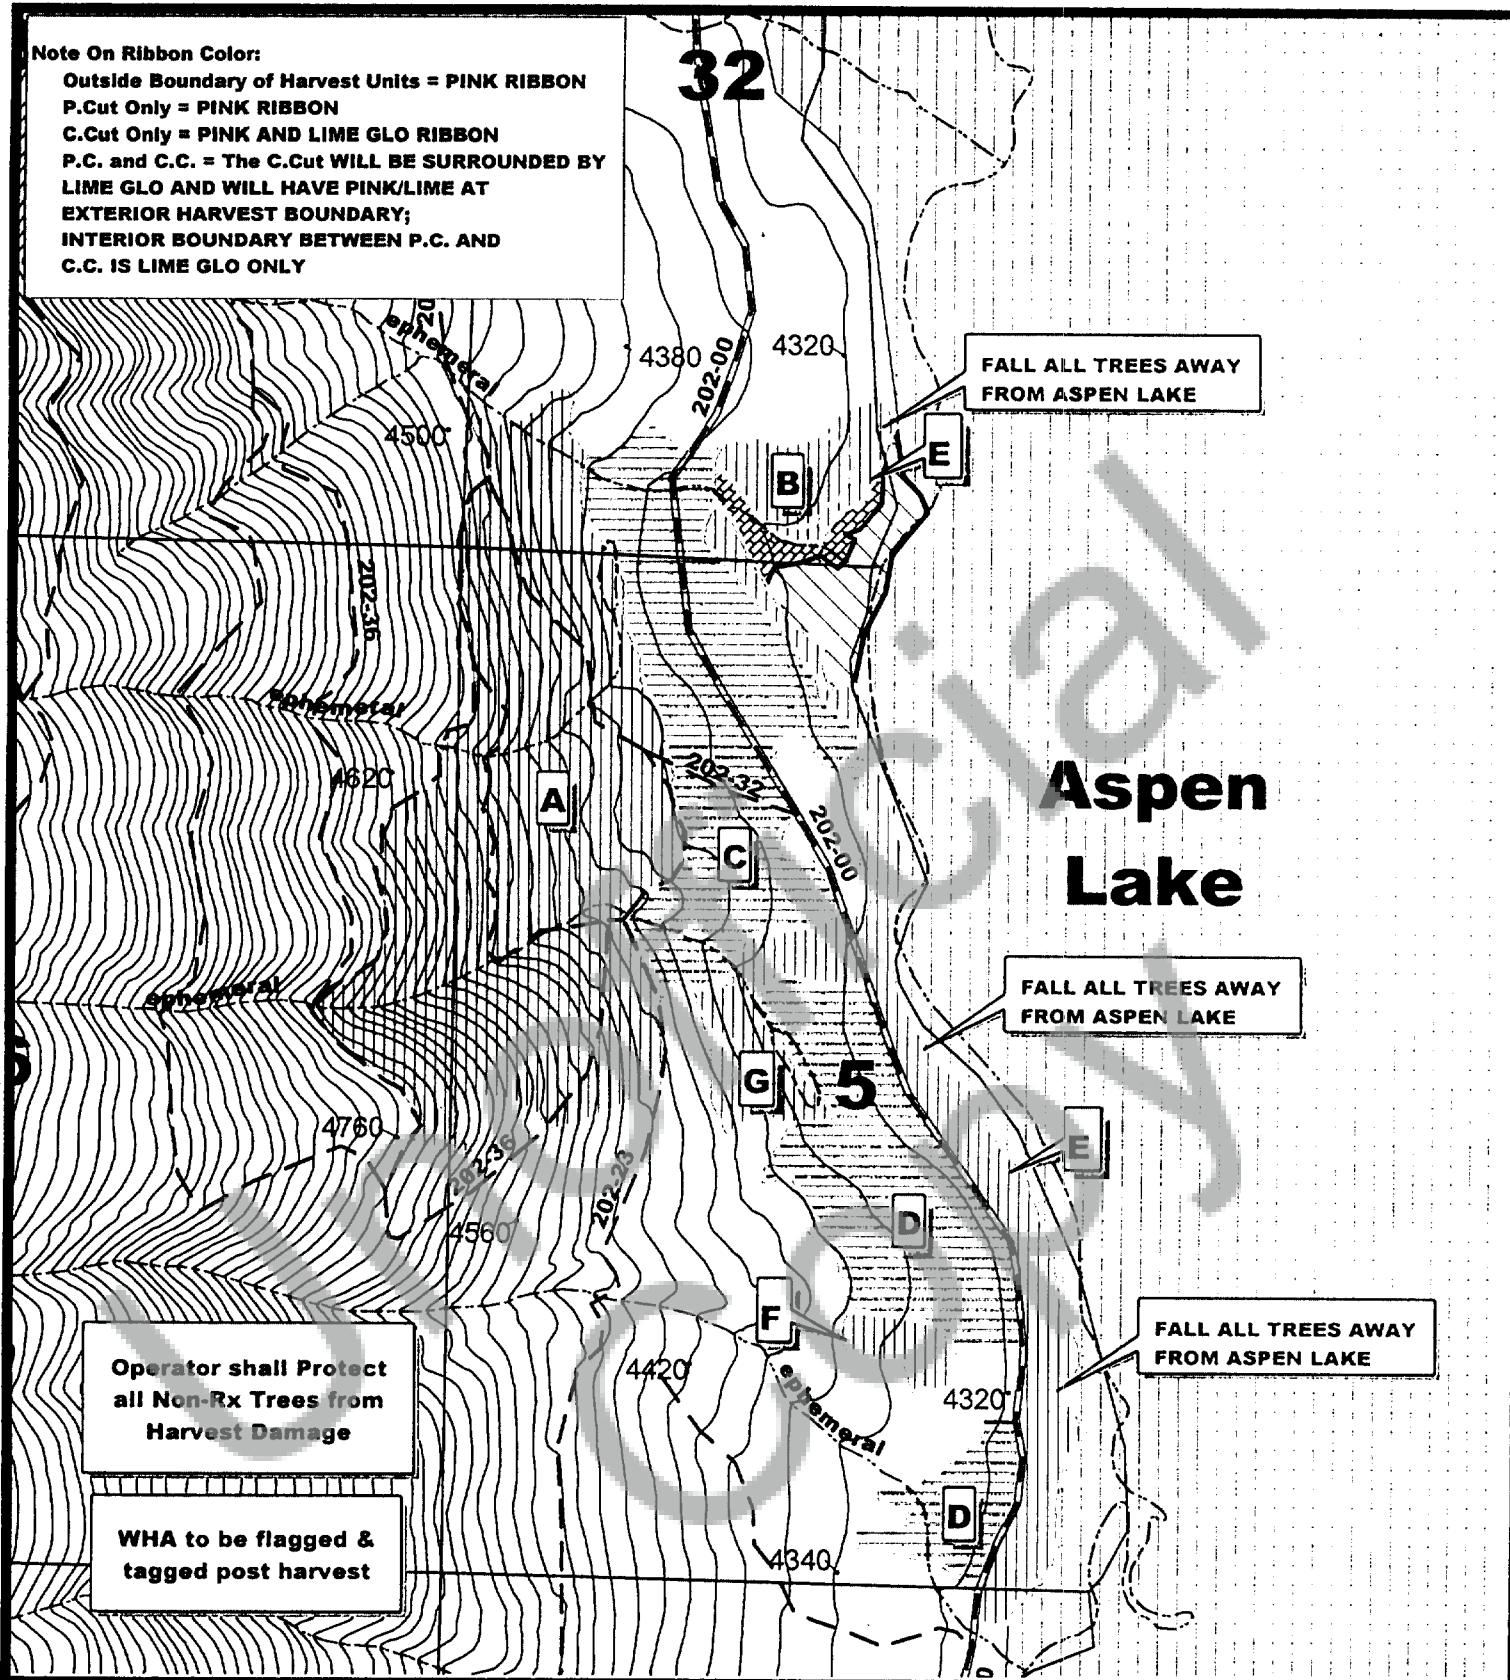 Note On Ribbon Color:
Outside Boundary of Harvest Units = PINK RIBBON
P.Cut Only = PINK RIBBON
C.Cut Only = PINK AND LIME GLO RIBBON
P.C. and C.C. = The C.Cut WILL BE SURROUNDED BY
LIME GLO AND WILL HAVE PINK/LIME AT
EXTERIOR HARVEST BOUNDARY;
INTERIOR BOUNDARY BETWEEN P.C. AND
C.C. IS LIME GLO ONLY
32
20
ephemeral
4380
202-00
4320
FALL ALL TREES AWAY
FROM ASPEN LAKE
4500
E
B
202-36
ephemetal
4620
A
202-32
C
202-00
Aspen
Lake
ephemeral
FALL ALL TREES AWAY
FROM ASPEN LAKE
G
5
4760
202-36
202-23
E
4560
D
F
FALL ALL TREES AWAY
FROM ASPEN LAKE
Operator shall Protect
all Non-Rx Trees from
Harvest Damage
4420
ephemeral
4320
D
WHA to be flagged &
tagged post harvest
4340
Unofficial
Copy